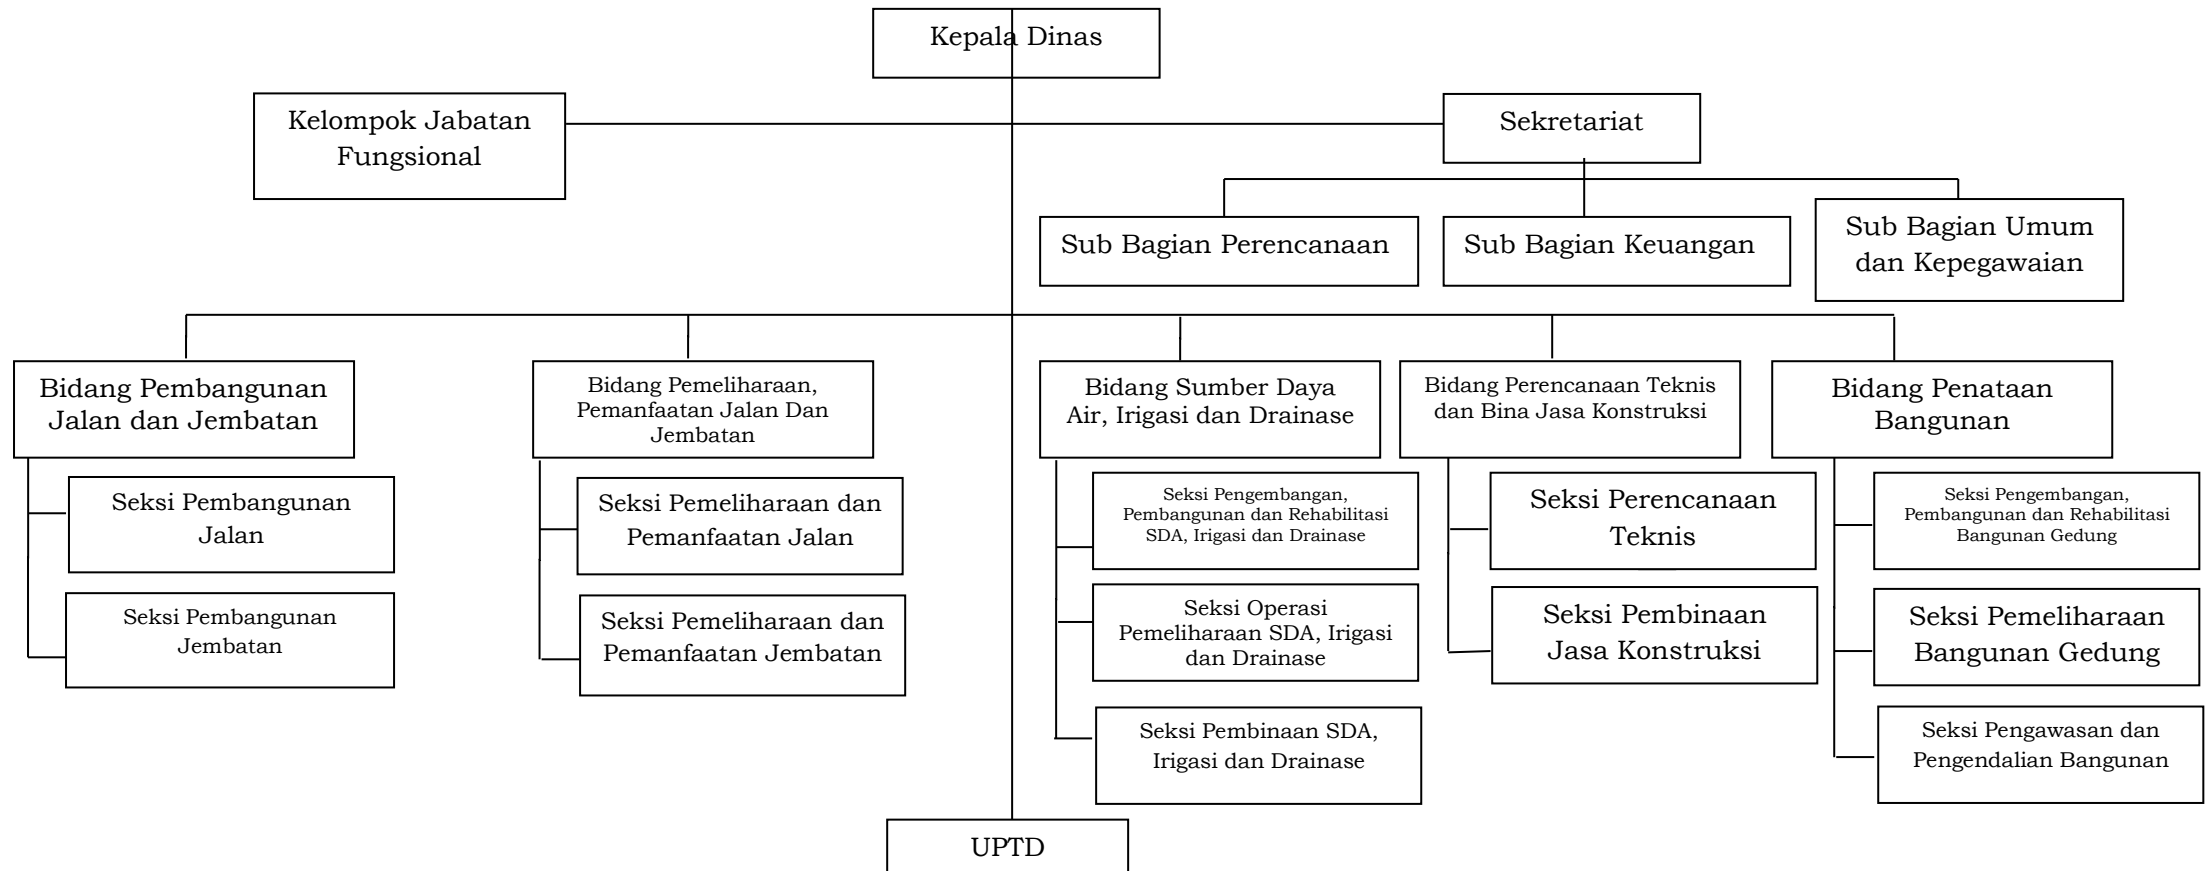 Kepala Dinas
Kelompok Jabatan
Fungsional
Sekretariat
Sub Bagian Perencanaan
Sub Bagian Keuangan
Sub Bagian Umum
dan Kepegawaian
Bidang Pembangunan
Jalan dan Jembatan
Bidang Pemeliharaan,
Pemanfaatan Jalan Dan
Jembatan
Bidang Sumber Daya
Air, Irigasi dan Drainase
Bidang Perencanaan Teknis
dan Bina Jasa Konstruksi
Bidang Penataan
Bangunan
Seksi Pembangunan
Jalan
Seksi Pembangunan
Jembatan
Seksi Pemeliharaan dan
Pemanfaatan Jalan
Seksi Pemeliharaan dan
Pemanfaatan Jembatan
Seksi Pengembangan,
Pembangunan dan Rehabilitasi
SDA, Irigasi dan Drainase
Seksi Operasi
Pemeliharaan SDA, Irigasi
dan Drainase
Seksi Pembinaan SDA,
Irigasi dan Drainase
Seksi Perencanaan
Teknis
Seksi Pembinaan
Jasa Konstruksi
Seksi Pengembangan,
Pembangunan dan Rehabilitasi
Bangunan Gedung
Seksi Pemeliharaan
Bangunan Gedung
Seksi Pengawasan dan
Pengendalian Bangunan
UPTD